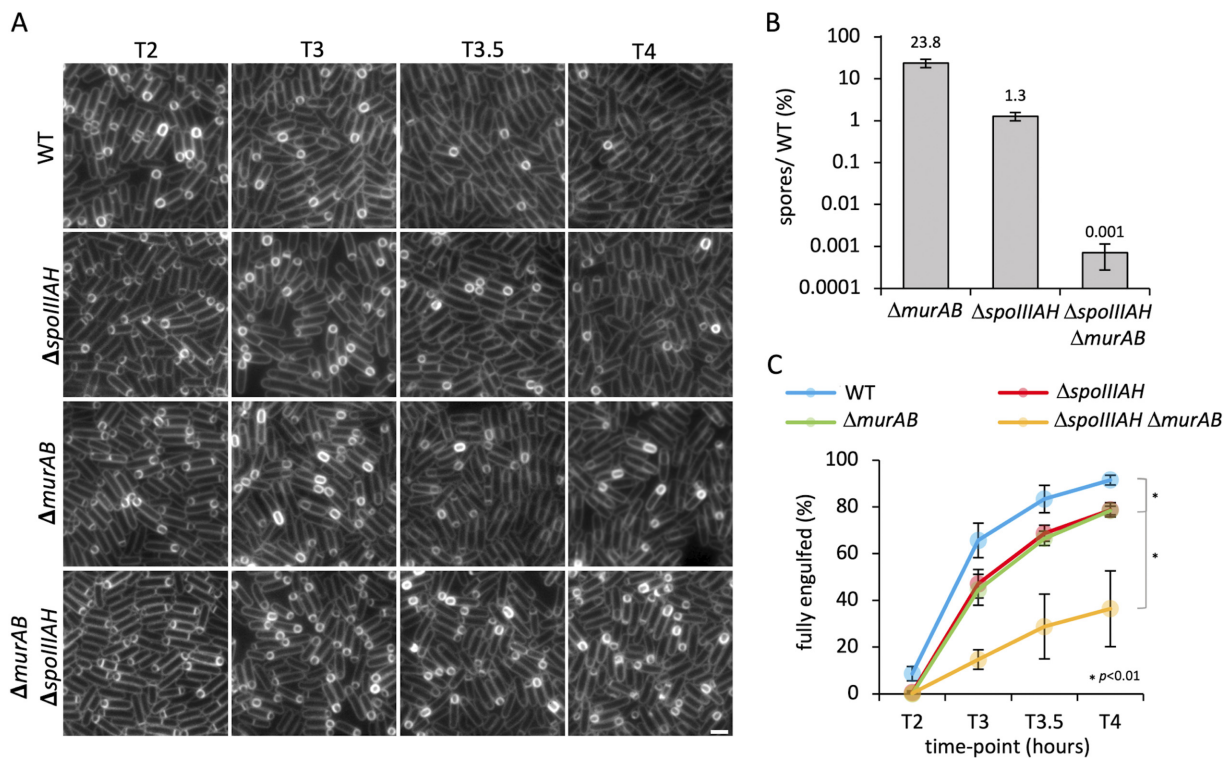 A
T2 T3 T3.5 T4
WT
ΔspoIIIAH
ΔmurAB
ΔmurAB
ΔspoIIIAH
B
spores/ WT (%)
100
10
1
0.1
0.01
0.001
0.0001
23.8
1.3
0.001
ΔmurAB ΔspoIIIAH ΔspoIIIAH
ΔmurAB
C
WT ΔspoIIIAH
ΔmurAB ΔspoIIIAH ΔmurAB
fully engulfed (%)
100
80
60
40
20
0
*
*
* p<0.01
T2 T3 T3.5 T4
time-point (hours)